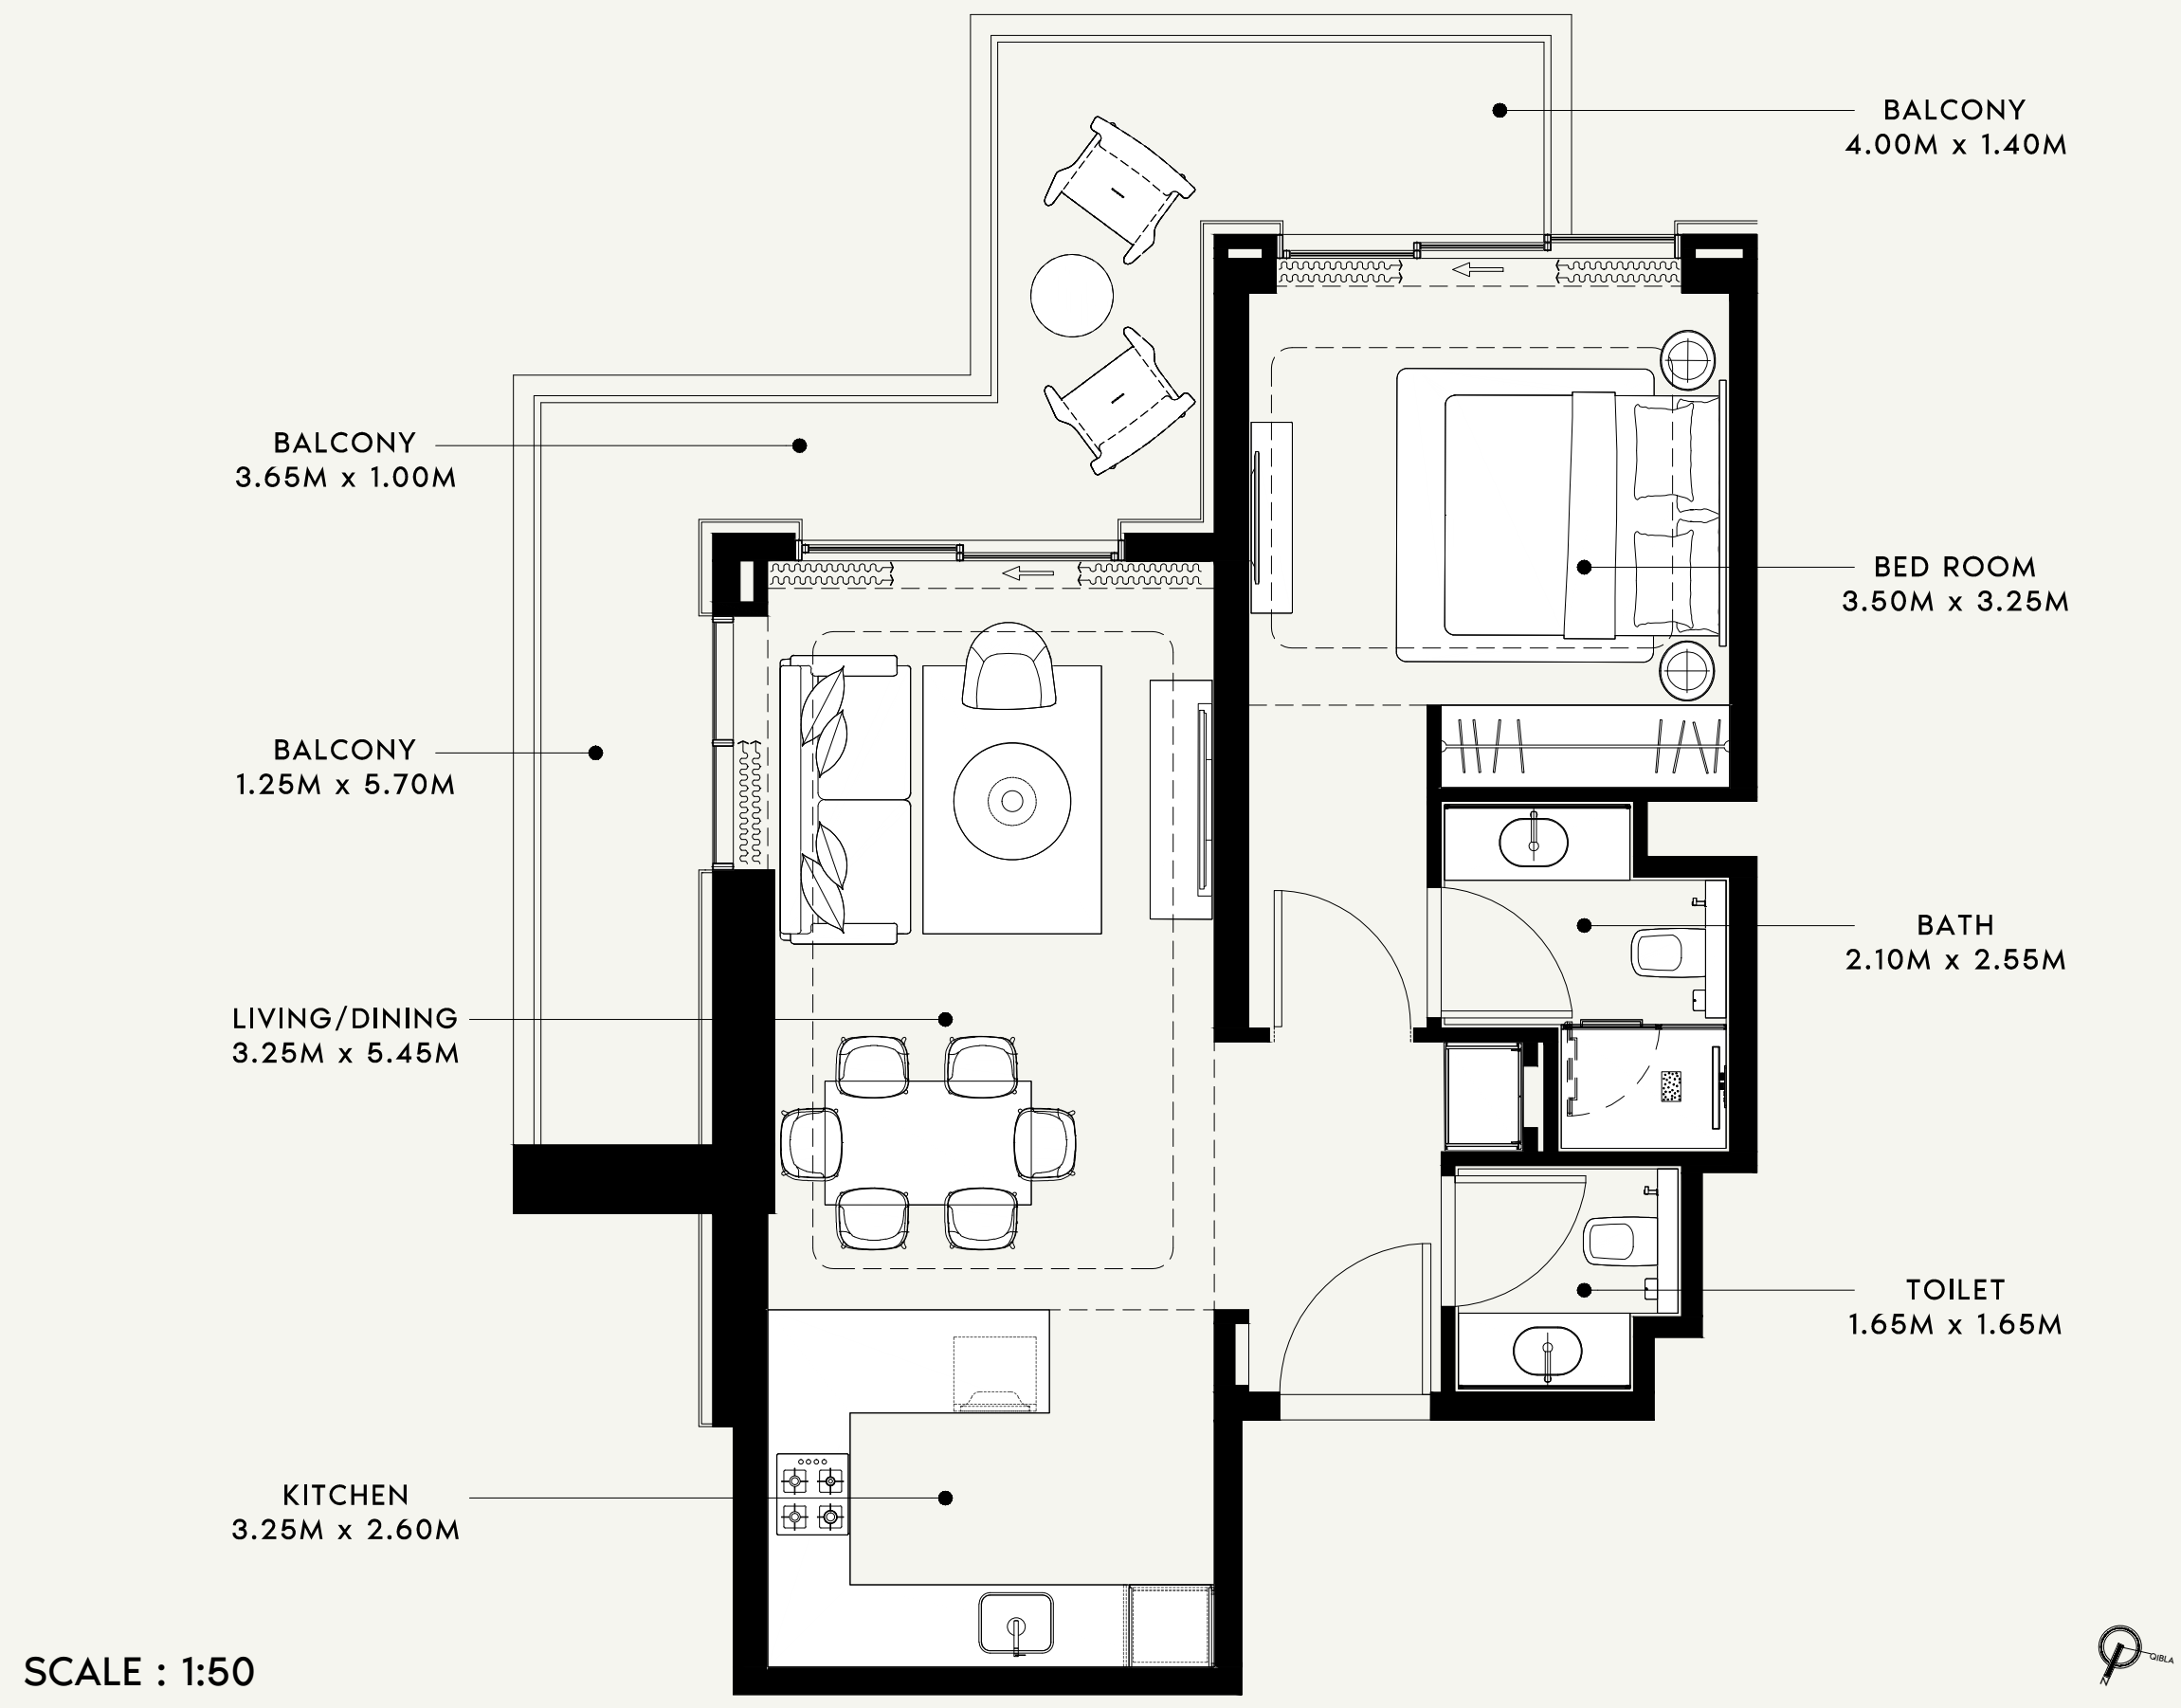 BALCONY
4.00M x 1.40M
BALCONY
3.65M x 1.00M
BED ROOM
3.50M x 3.25M
BALCONY
1.25M x 5.70M
BATH
2.10M x 2.55M
LIVING/DINING
3.25M x 5.45M
TOILET
1.65M x 1.65M
KITCHEN
3.25M x 2.60M
SCALE : 1:50
QIBLA
N